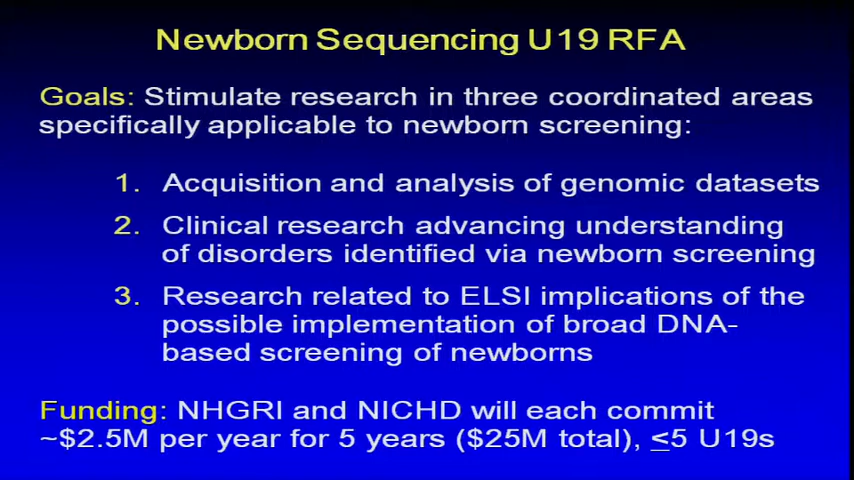 Newborn Sequencing U19 RFA
Goals: Stimulate research in three coordinated areas
specifically applicable to newborn screening:
1. Acquisition and analysis of genomic datasets
2. Clinical research advancing understanding
of disorders identified via newborn screening
3. Research related to ELSI implications of the
possible implementation of broad DNA-
based screening of newborns
Funding: NHGRI and NICHD will each commit
~$2.5M per year for 5 years ($25M total), ≤5 U19s